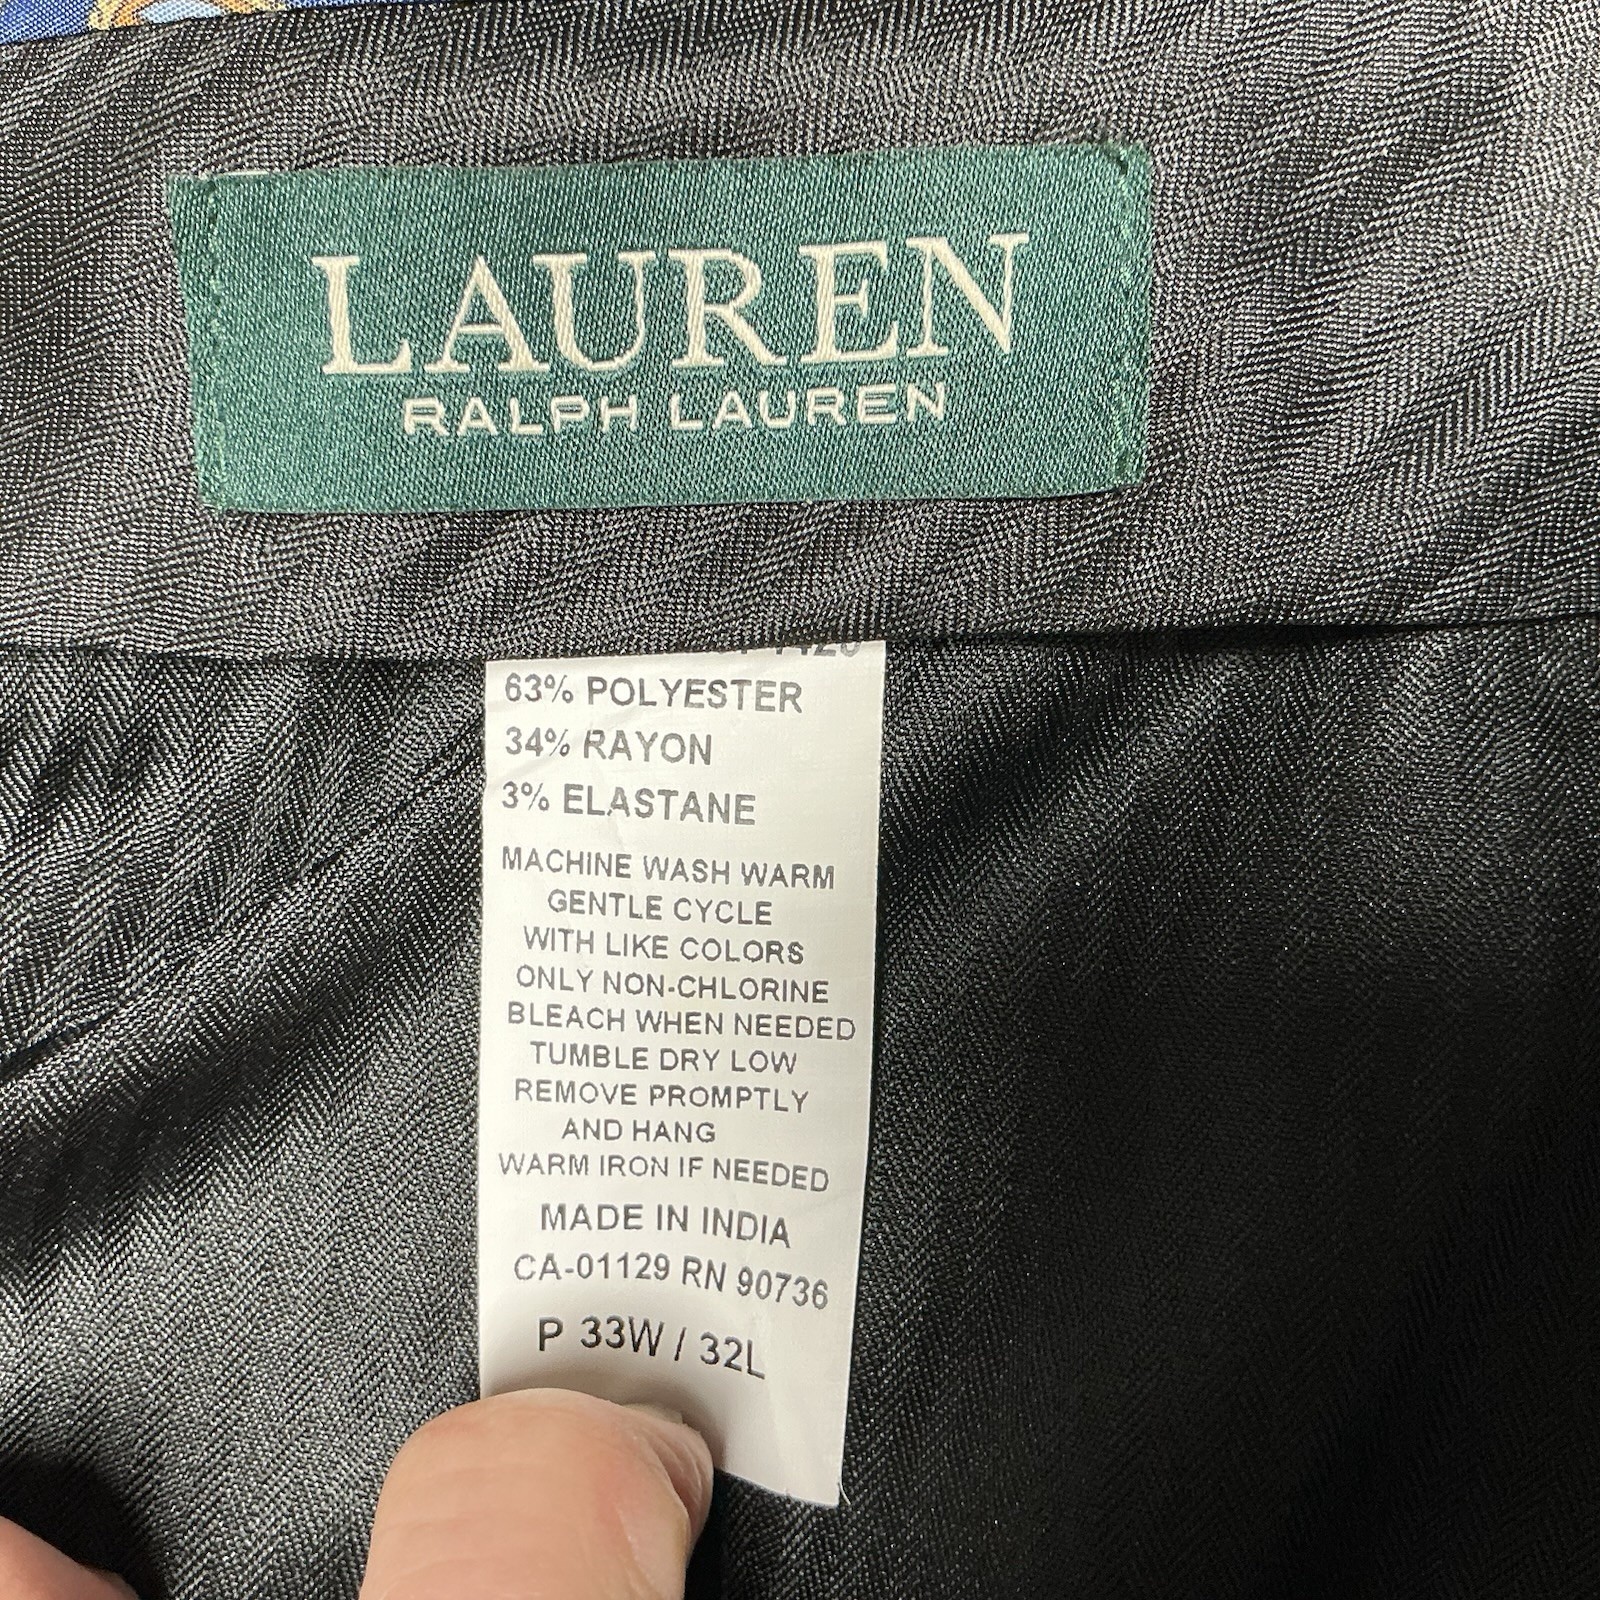 LAUREN
RALPH LAUREN
63% POLYESTER
34% RAYON
3% ELASTANE
MACHINE WASH WARM
GENTLE CYCLE
WITH LIKE COLORS
ONLY NON-CHLORINE
BLEACH WHEN NEEDED
TUMBLE DRY LOW
REMOVE PROMPTLY
AND HANG
WARM IRON IF NEEDED
MADE IN INDIA
CA-01129 RN 90736
P 33W / 32L